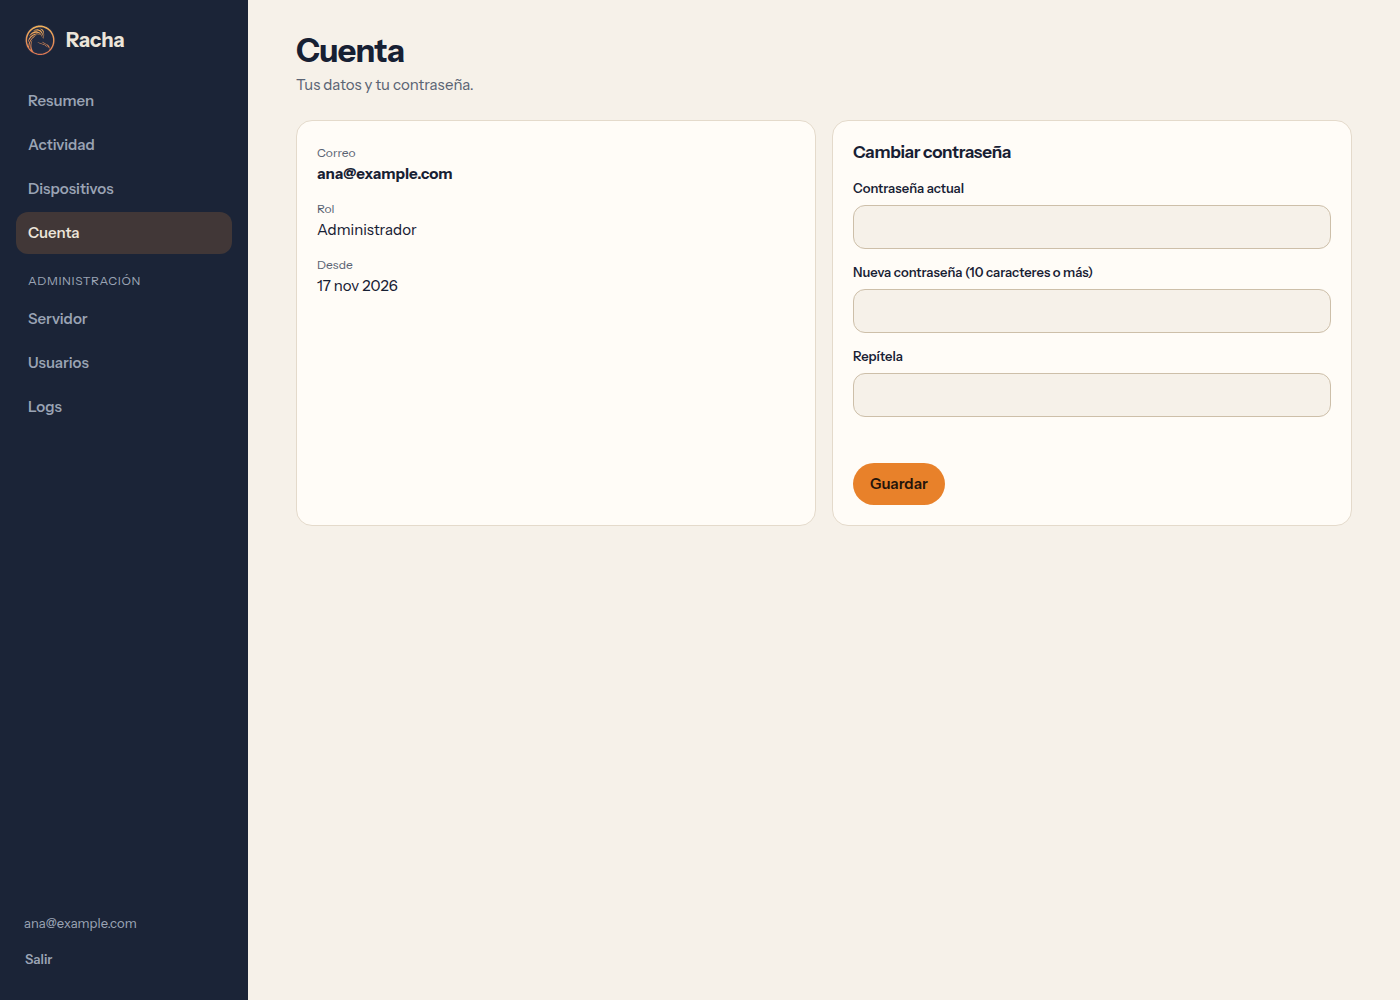 Racha
Resumen
Actividad
Dispositivos
Cuenta
ADMINISTRACIÓN
Servidor
Usuarios
Logs
ana@example.com
Salir
Cuenta
Tus datos y tu contraseña.
Correo
ana@example.com
Rol
Administrador
Desde
17 nov 2026
Cambiar contraseña
Contraseña actual
Nueva contraseña (10 caracteres o más)
Repítela
Guardar